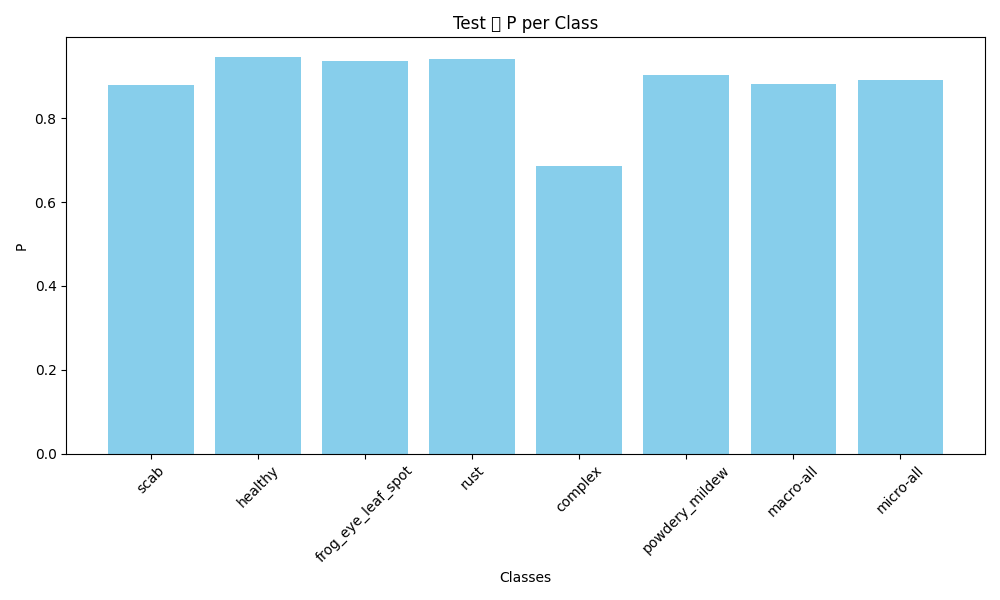 Test P per Class
P
0.8
0.6
0.4
0.2
0.0
scab
healthy
frog_eye_leaf_spot
rust
complex
powdery_mildew
macro-all
micro-all
Classes